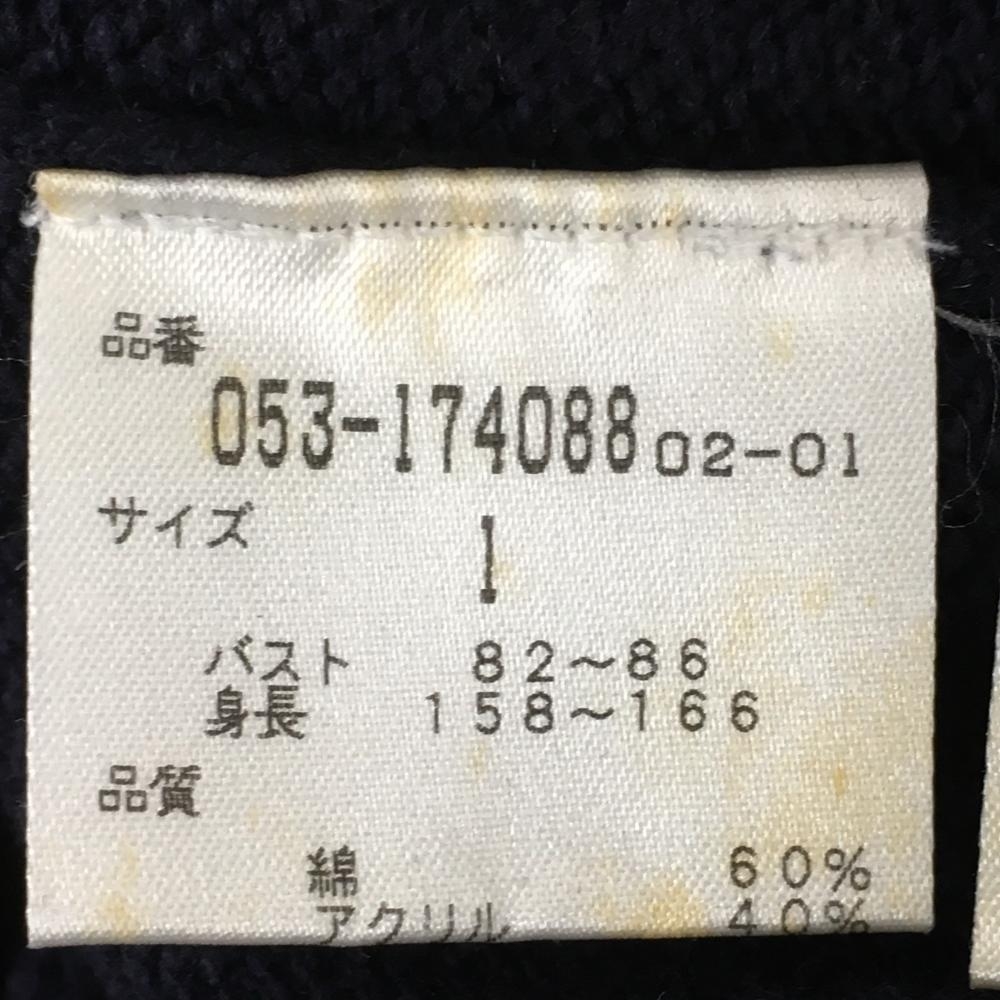 品番
053-174088 02-01
サイズ
1
バスト 82~86
身長 158~166
品質
綿 60%
アクリル 40%